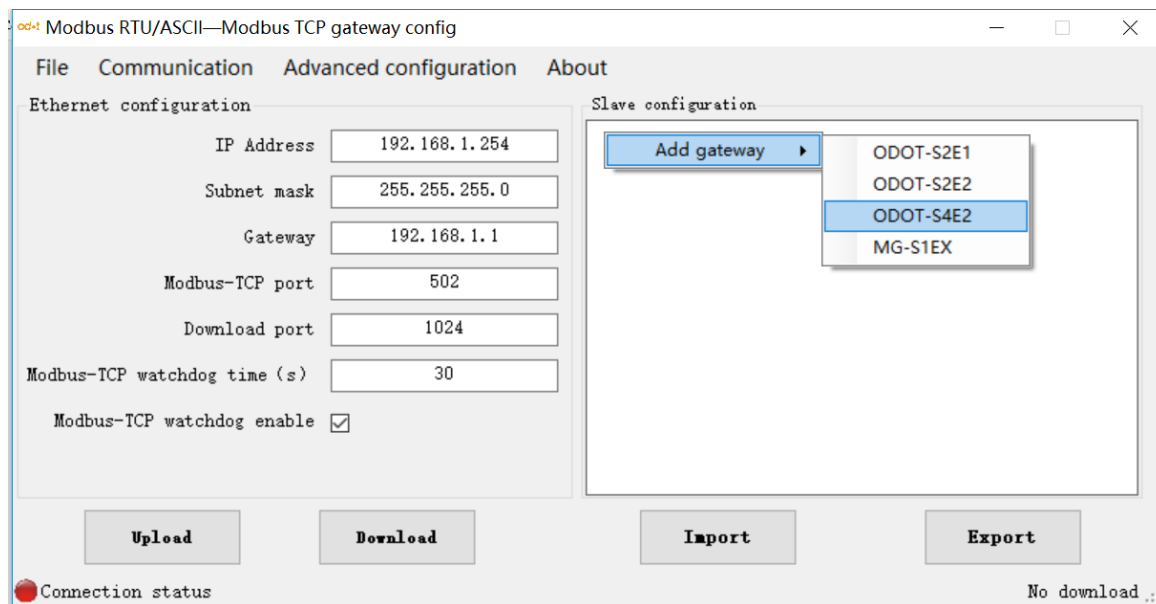 od-t Modbus RTU/ASCII—Modbus TCP gateway config
File Communication Advanced configuration About
Ethernet configuration
IP Address 192.168.1.254
Subnet mask 255.255.255.0
Gateway 192.168.1.1
Modbus-TCP port 502
Download port 1024
Modbus-TCP watchdog time(s) 30
Modbus-TCP watchdog enable
Upload Download
Slave configuration
Add gateway
ODOT-S2E1
ODOT-S2E2
ODOT-S4E2
MG-S1EX
Import Export
Connection status No download